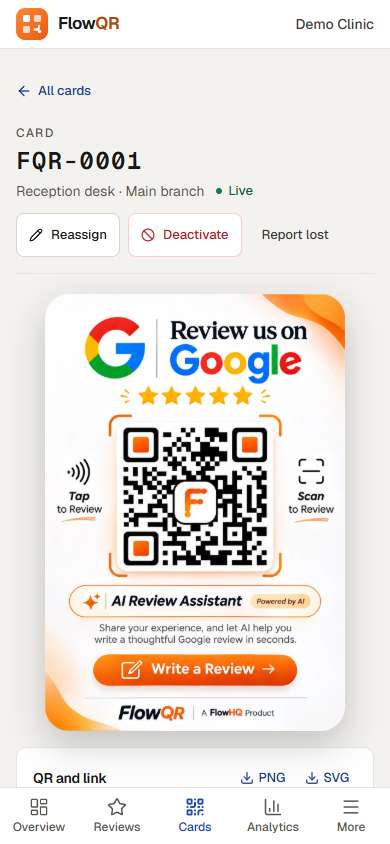 FlowQR
Demo Clinic
All cards
CARD
FQR-0001
Reception desk · Main branch
Live
Reassign
Deactivate
Report lost
Review us on
Google
Tap
to Review
Scan
to Review
AI Review Assistant
Powered by AI
Share your experience, and let AI help you
write a thoughtful Google review in seconds.
Write a Review
FlowQR
A FlowHQ Product
QR and link
PNG
SVG
Overview
Reviews
Cards
Analytics
More